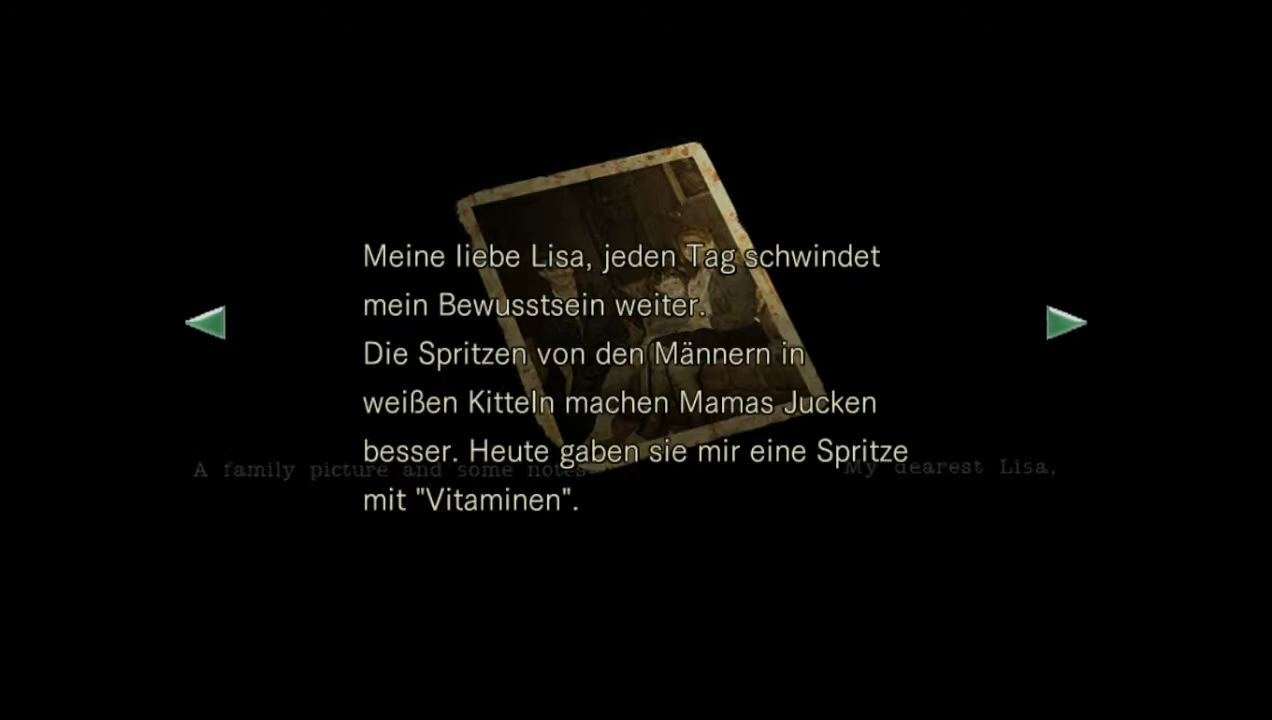 Meine liebe Lisa, jeden Tag schwindet
mein Bewusstsein weiter.
Die Spritzen von den Männern in
weißen Kitteln machen Mamas Jucken
besser. Heute gaben sie mir eine Spritze
mit "Vitaminen".
A family picture and some notes.
My dearest Lisa,